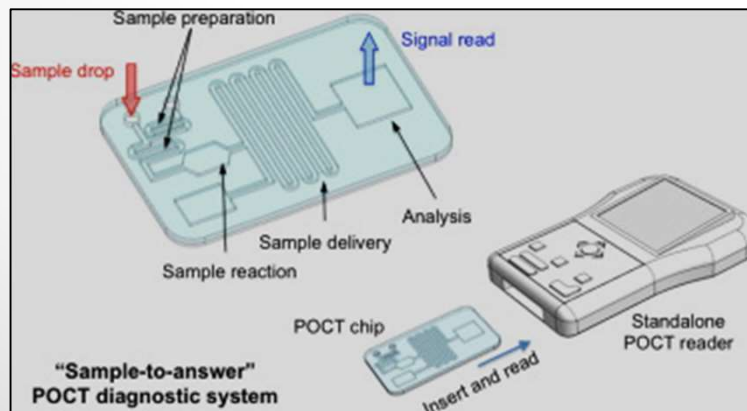 Sample preparation
Sample drop
Signal read
Analysis
Sample delivery
Sample reaction
POCT chip
Insert and read
Standalone
POCT reader
“Sample-to-answer”
POCT diagnostic system